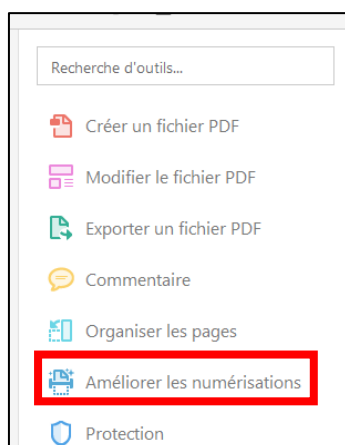 Recherche d'outils...
Créer un fichier PDF
Modifier le fichier PDF
Exporter un fichier PDF
Commentaire
Organiser les pages
Améliorer les numérisations
Protection